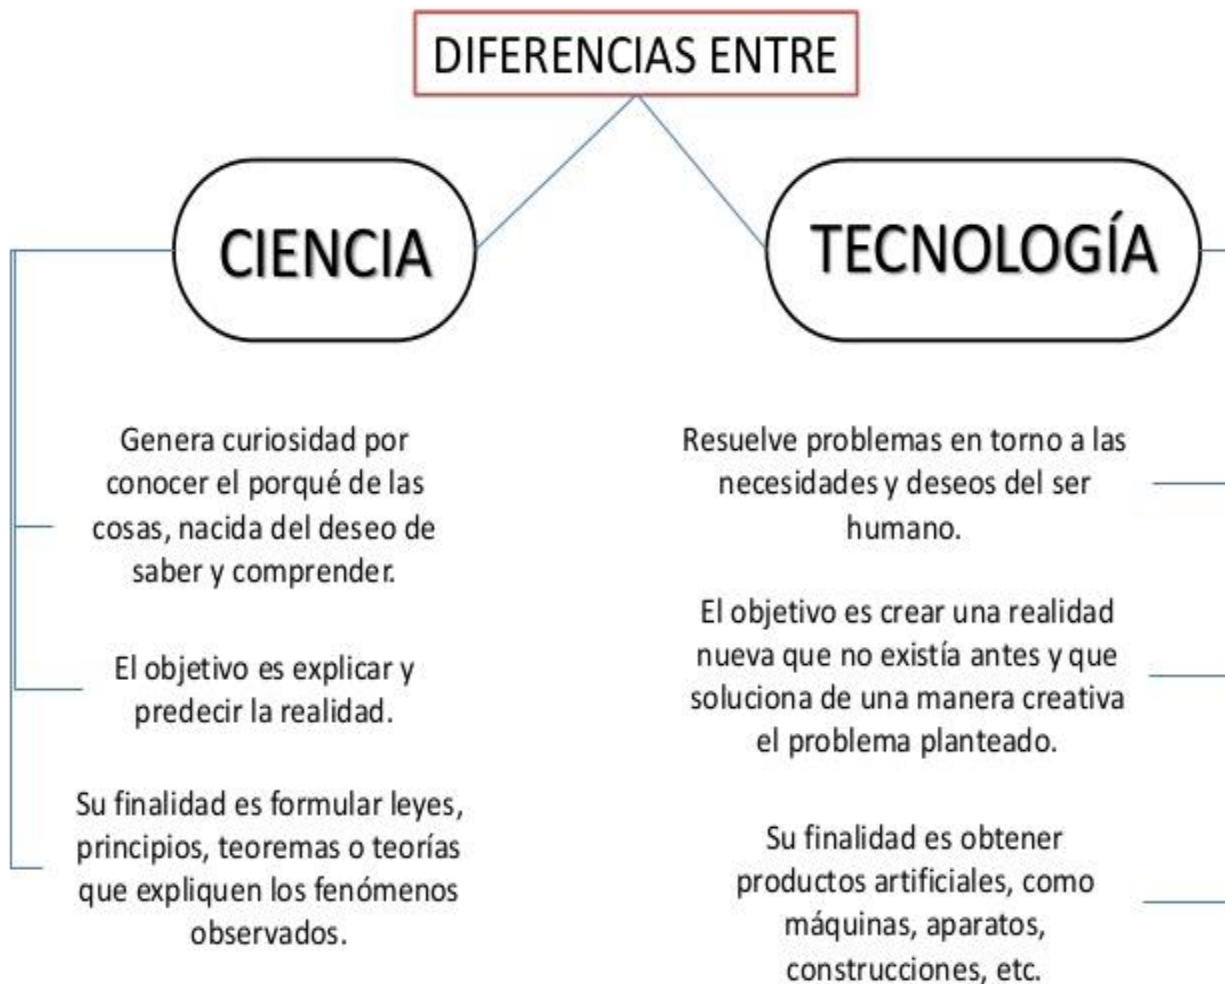 DIFERENCIAS ENTRE
CIENCIA
Genera curiosidad por
conocer el porqué de las
cosas, nacida del deseo de
saber y comprender.
El objetivo es explicar y
predecir la realidad.
Su finalidad es formular leyes,
principios, teoremas o teorías
que expliquen los fenómenos
observados.
TECNOLOGÍA
Resuelve problemas en torno a las
necesidades y deseos del ser
humano.
El objetivo es crear una realidad
nueva que no existía antes y que
soluciona de una manera creativa
el problema planteado.
Su finalidad es obtener
productos artificiales, como
máquinas, aparatos,
construcciones, etc.